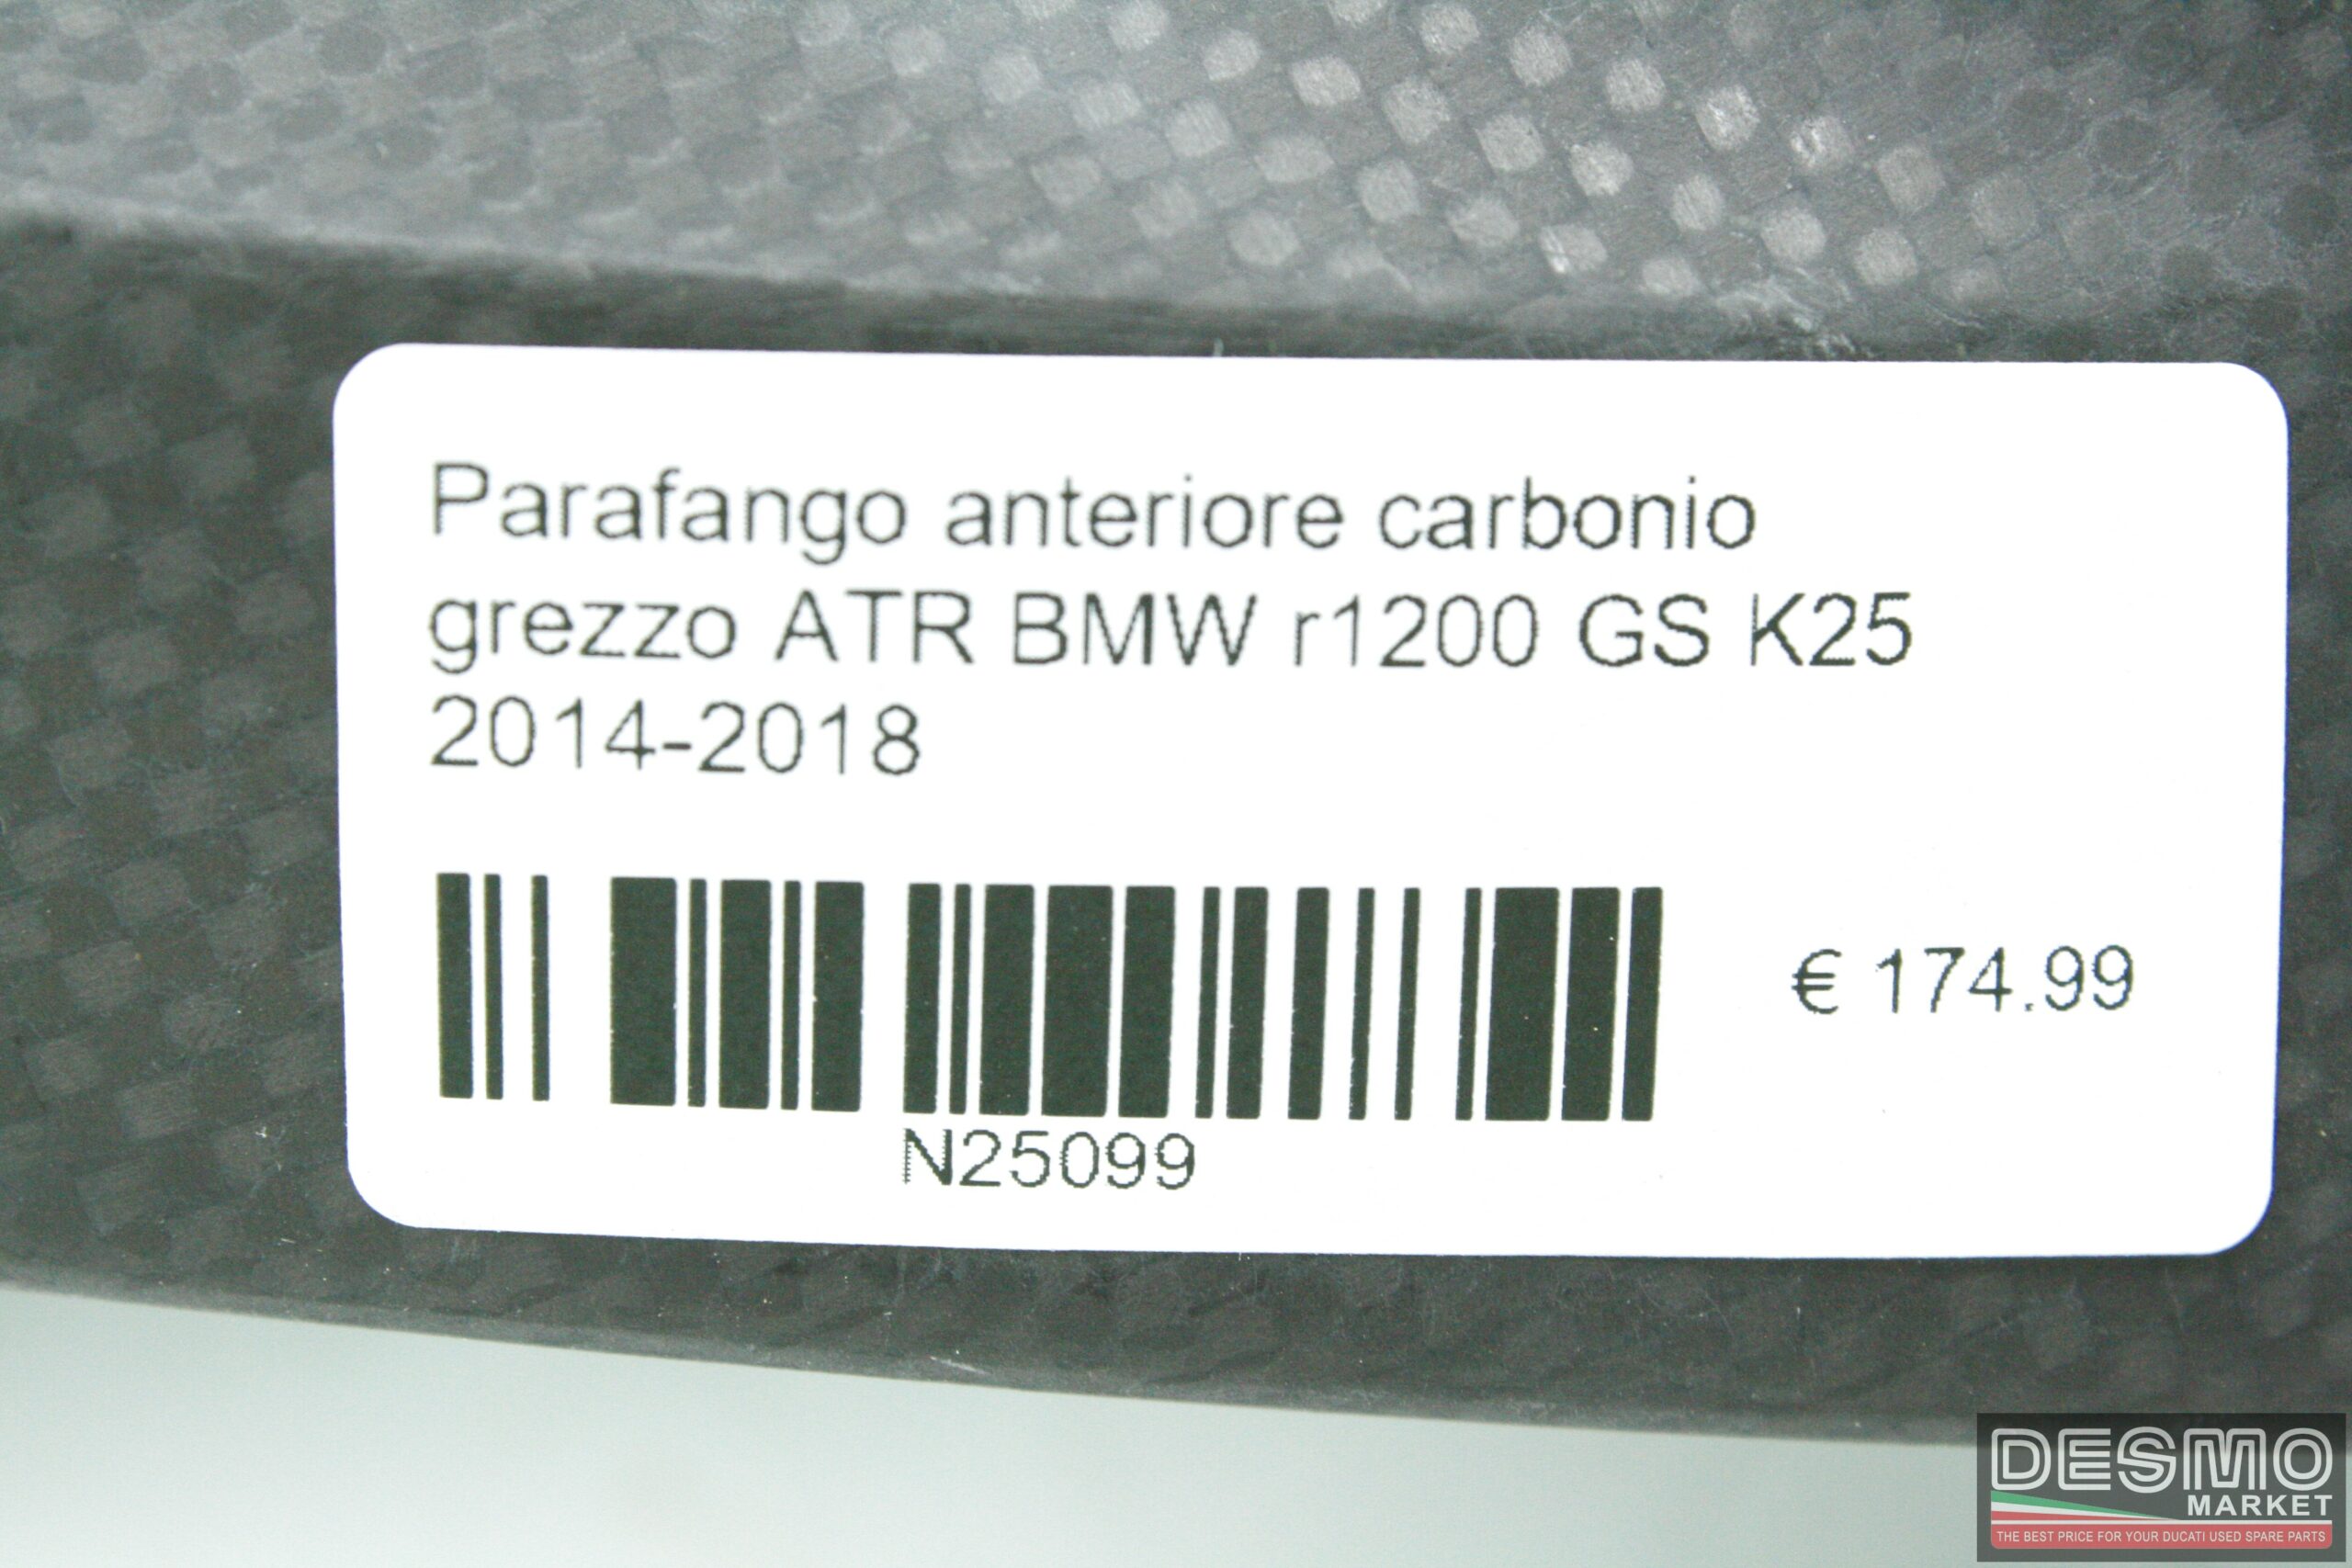 Parafango anteriore carbonio
grezzo ATR BMW r1200 GS K25
2014-2018
€ 174.99
N25099
DESMO
MARKET
THE BEST PRICE FOR YOUR DUCATI USED SPARE PARTS